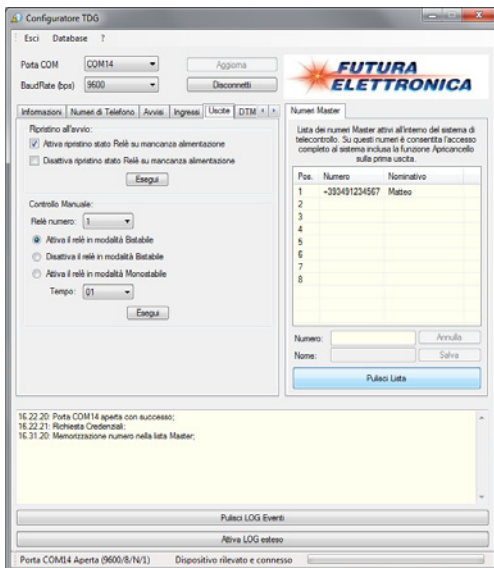 Configuratore TDG
Esci Database ?
Porta COM COM14 Aggiorna
BaudRate (bps) 9600 Disconnetti
FUTURA
ELETTRONICA
Informazioni Numeri di Telefono Avvisi Ingressi Uscite DTM
Ripristino all'avvio:
Attiva ripristino stato Relè su mancanza alimentazione
Disattiva ripristino stato Relè su mancanza alimentazione
Esegui
Controllo Manuale:
Relè numero: 1
Attiva il relè in modalità Bistabile
Disattiva il relè in modalità Bistabile
Attiva il relè in modalità Monostabile
Tempo: 01
Esegui
Numeri Master
Lista dei numeri Master attivi all'interno del sistema di
telecontrollo. Su questi numeri è consentita l'accesso
completo al sistema inclusa la funzione Apricancello
sulla prima uscita.
Pos. Numero Nominativo
1 +393491234567 Matteo
2
3
4
5
6
7
8
Numero: Annulla
Nome: Salva
Pulisci Lista
16.22.20: Porta COM14 aperta con successo;
16.22.21: Richiesta Credenziali:
16.31.20: Memorizzazione numero nella lista Master;
Pulisci LOG Eventi
Attiva LOG esteso
Porta COM14 Aperta (9600/8/N/1) Dispositivo rilevato e connesso